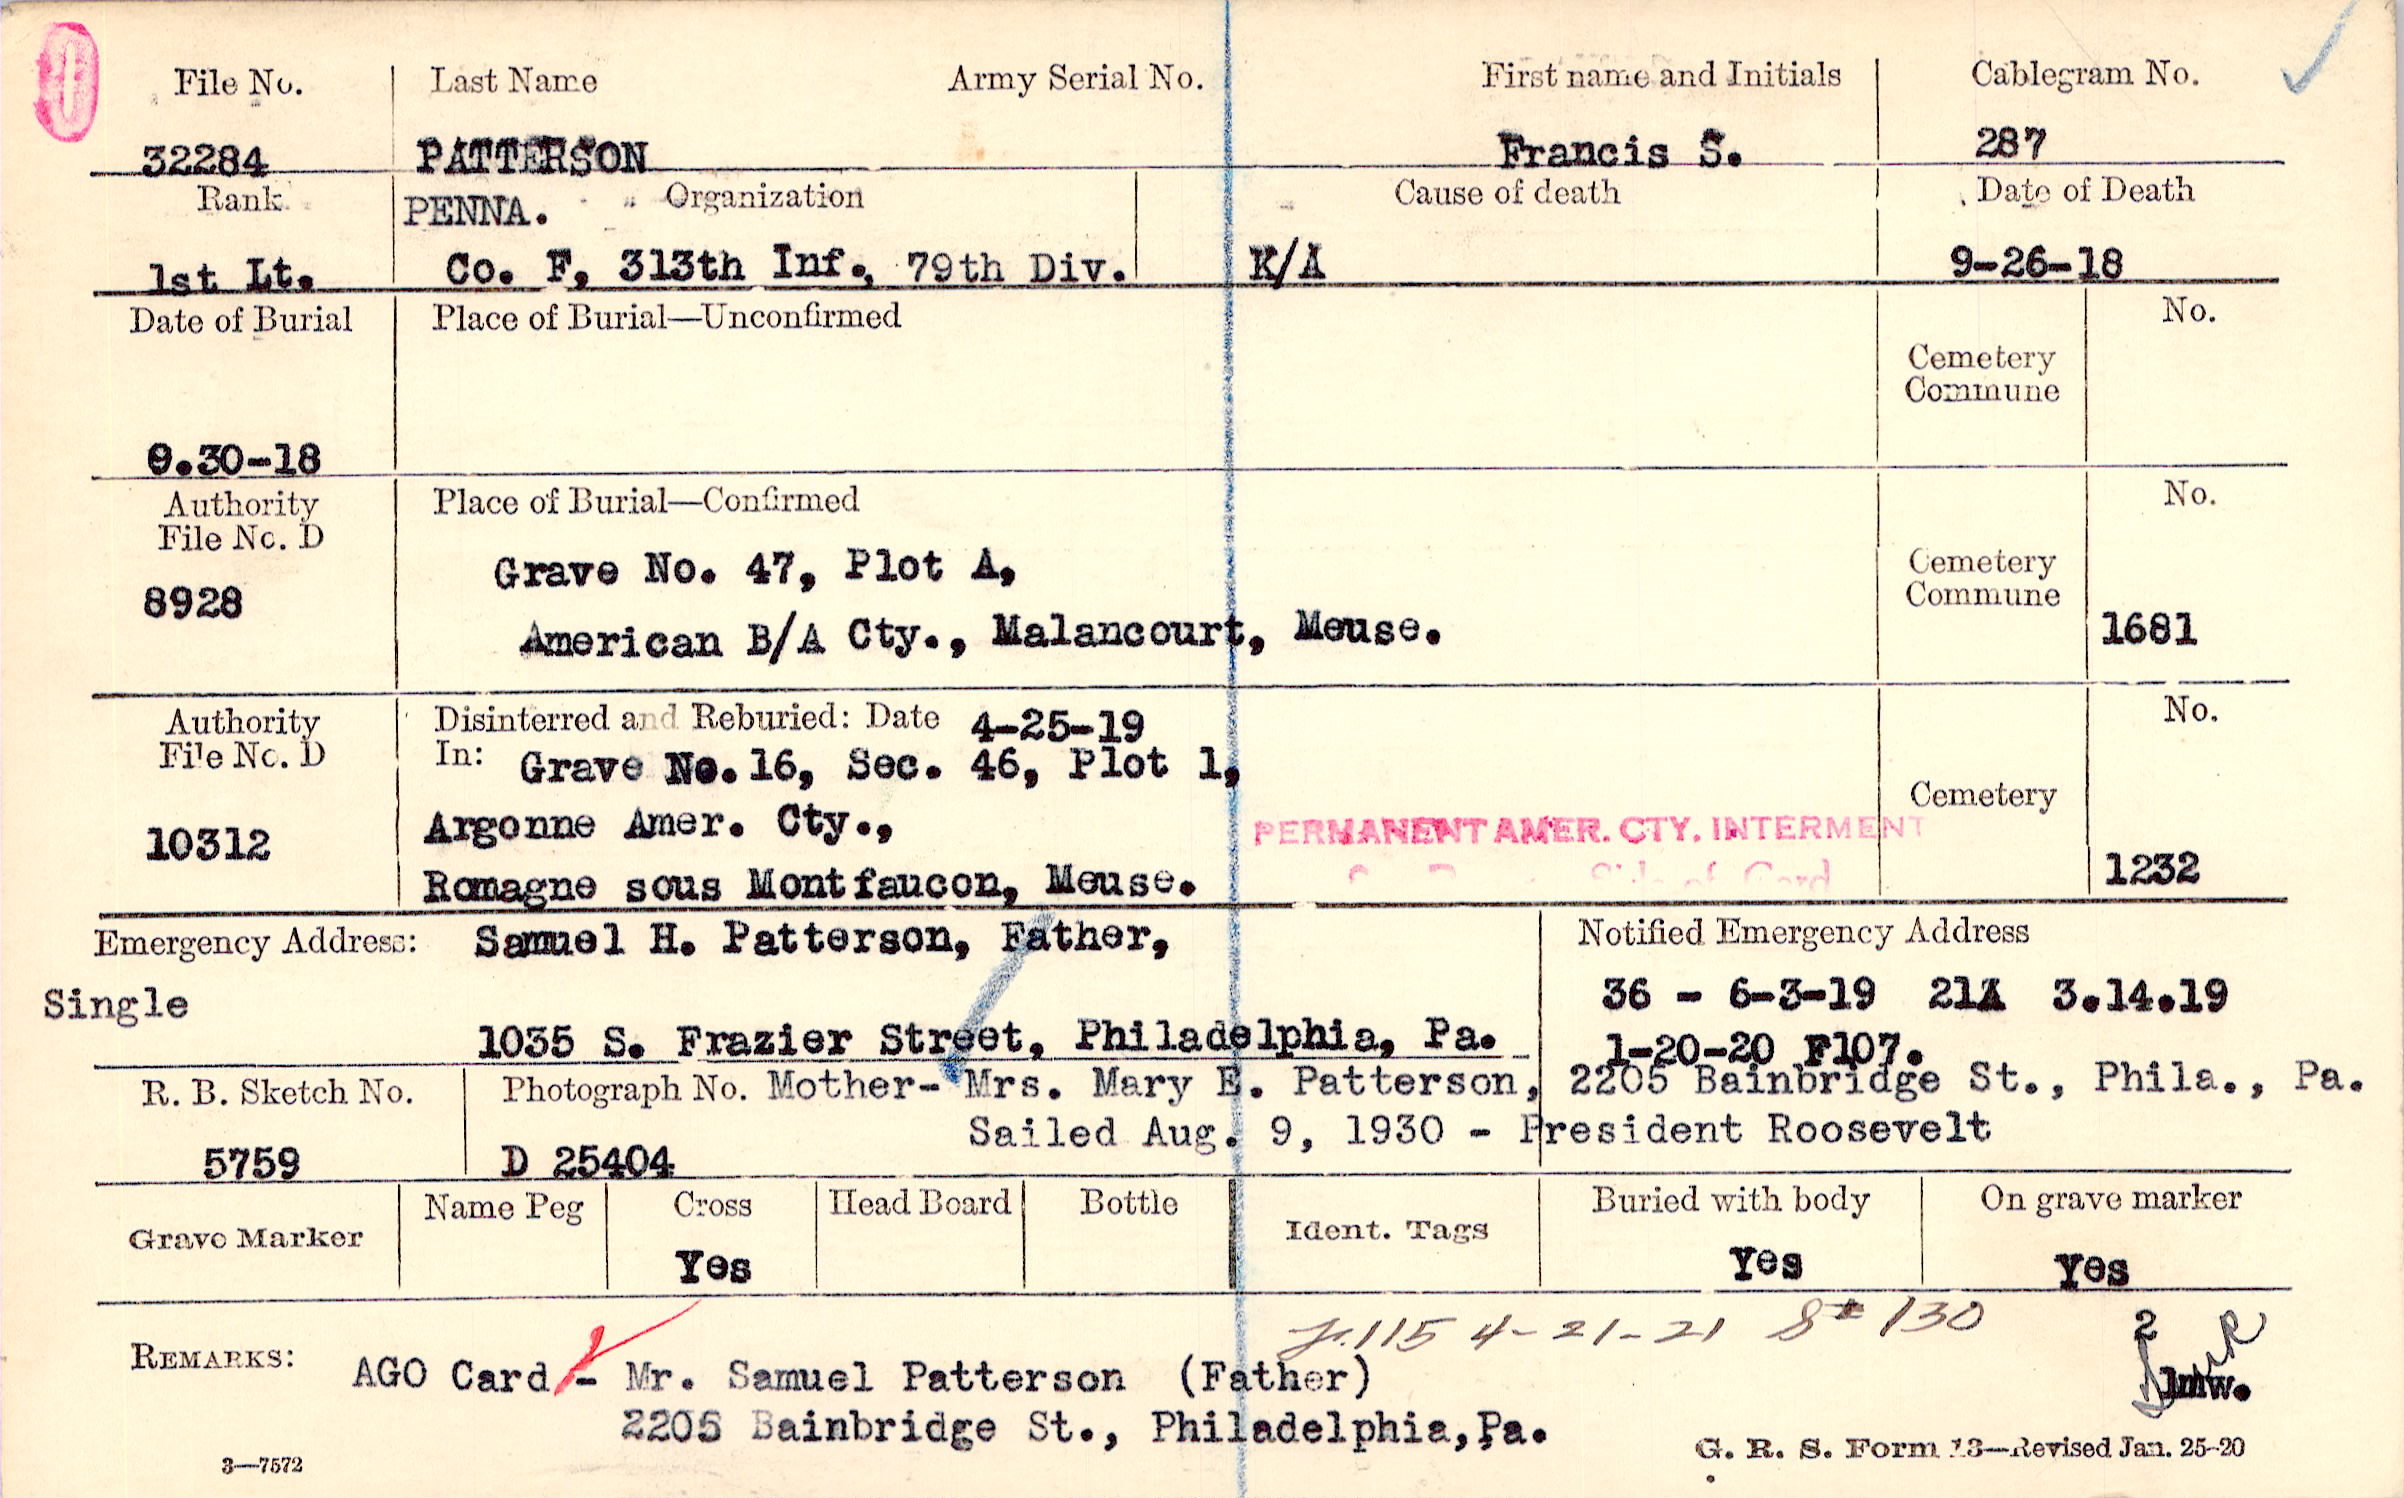 File No. Last Name Army Serial No. First name and Initials Cablegram No.
32284 PATTERSON Francis S. 287
Rank PENNA. Organization Cause of death Date of Death
1st Lt. Co. F, 313th Inf., 79th Div. K/A 9-26-18
Date of Burial Place of Burial—Unconfirmed No.
Cemetery
Commune
9.30-18
Authority Place of Burial—Confirmed No.
File No. D
Grave No. 47, Plot A, Cemetery
8928 Commune
American B/A Cty., Malancourt, Meuse. 1681
Authority Disinterred and Reburied: Date 4-25-19 No.
File No. D In: Grave No. 16, Sec. 46, Plot 1,
Cemetery
10312 Argonne Amer. Cty., PERMANENT AMER. CTY. INTERMENT
Side of Card
Romagne sous Montfaucon, Meuse. 1232
Emergency Address: Samuel H. Patterson, Father, Notified Emergency Address
Single 36 - 6-3-19 21A 3.14.19
1035 S. Frazier Street, Philadelphia, Pa. 1-20-20 F107.
R. B. Sketch No. Photograph No. Mother- Mrs. Mary E. Patterson, 2205 Bainbridge St., Phila., Pa.
Sailed Aug. 9, 1930 - President Roosevelt
5759 D 25404
Grave Marker Name Peg Cross Head Board Bottle Ident. Tags Buried with body On grave marker
Yes Yes Yes
115 4-21-21 130 2
REMARKS: AGO Card - Mr. Samuel Patterson (Father) lmw.
2205 Bainbridge St., Philadelphia,Pa.
3—7572 G. R. S. Form 13—Revised Jan. 25-20